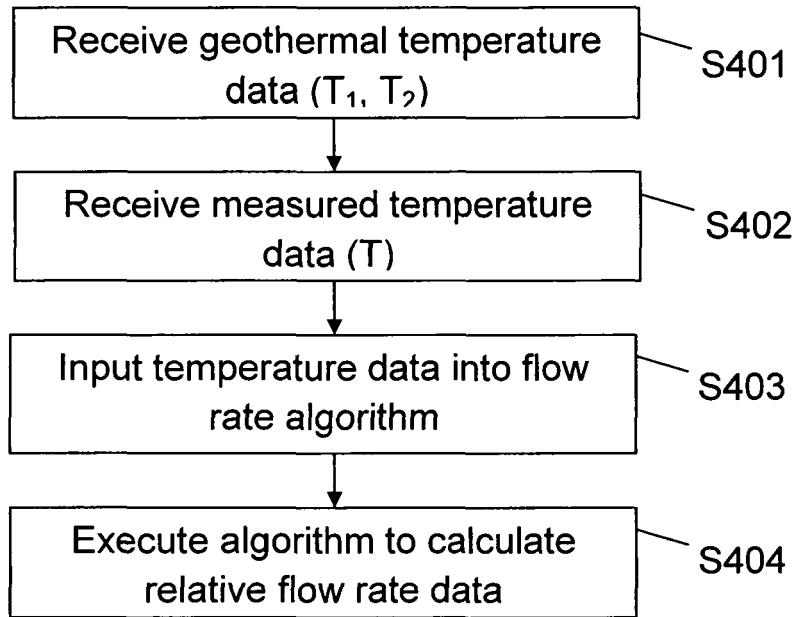 Receive geothermal temperature
data (T₁, T₂)
S401
Receive measured temperature
data (T)
S402
Input temperature data into flow
rate algorithm
S403
Execute algorithm to calculate
relative flow rate data
S404